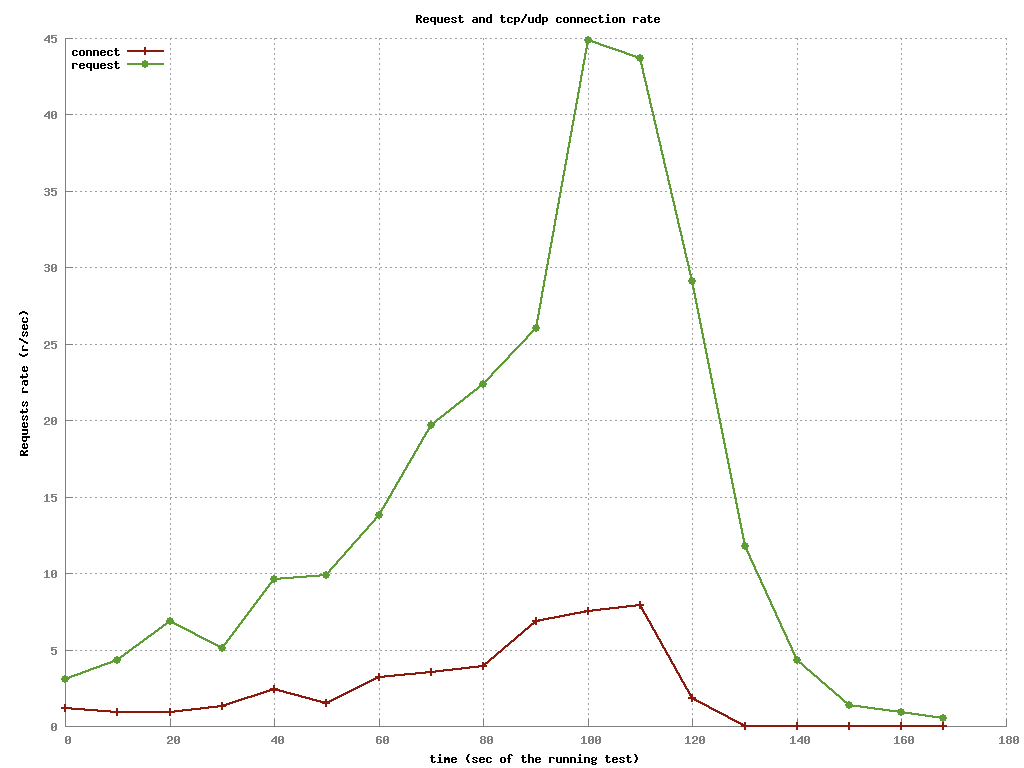 Request and tcp/udp connection rate
connect
request
45
40
35
30
25
20
15
10
5
0
Requests rate (r/sec)
0 20 40 60 80 100 120 140 160 180
time (sec of the running test)